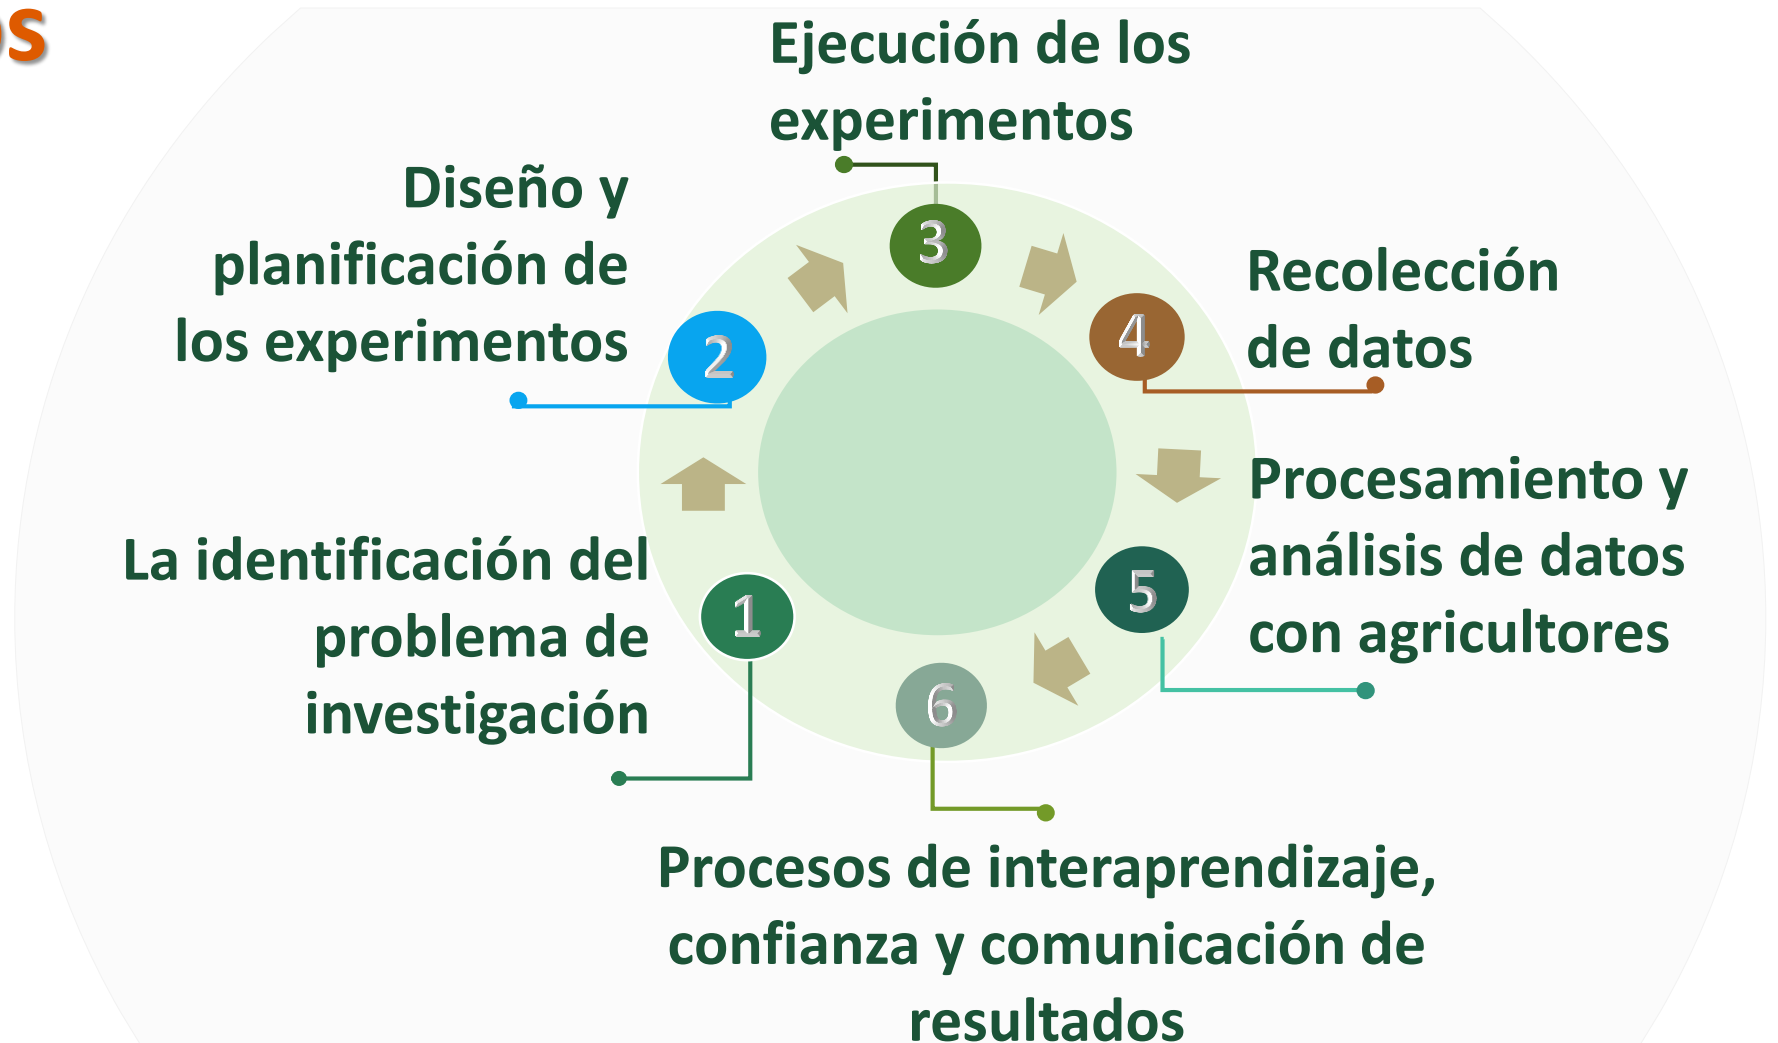 Ejecución de los
experimentos
3
Diseño y
planificación de
los experimentos
2
Recolección
de datos
4
Procesamiento y
análisis de datos
con agricultores
5
La identificación del
problema de
investigación
1
6
Procesos de interaprendizaje,
confianza y comunicación de
resultados